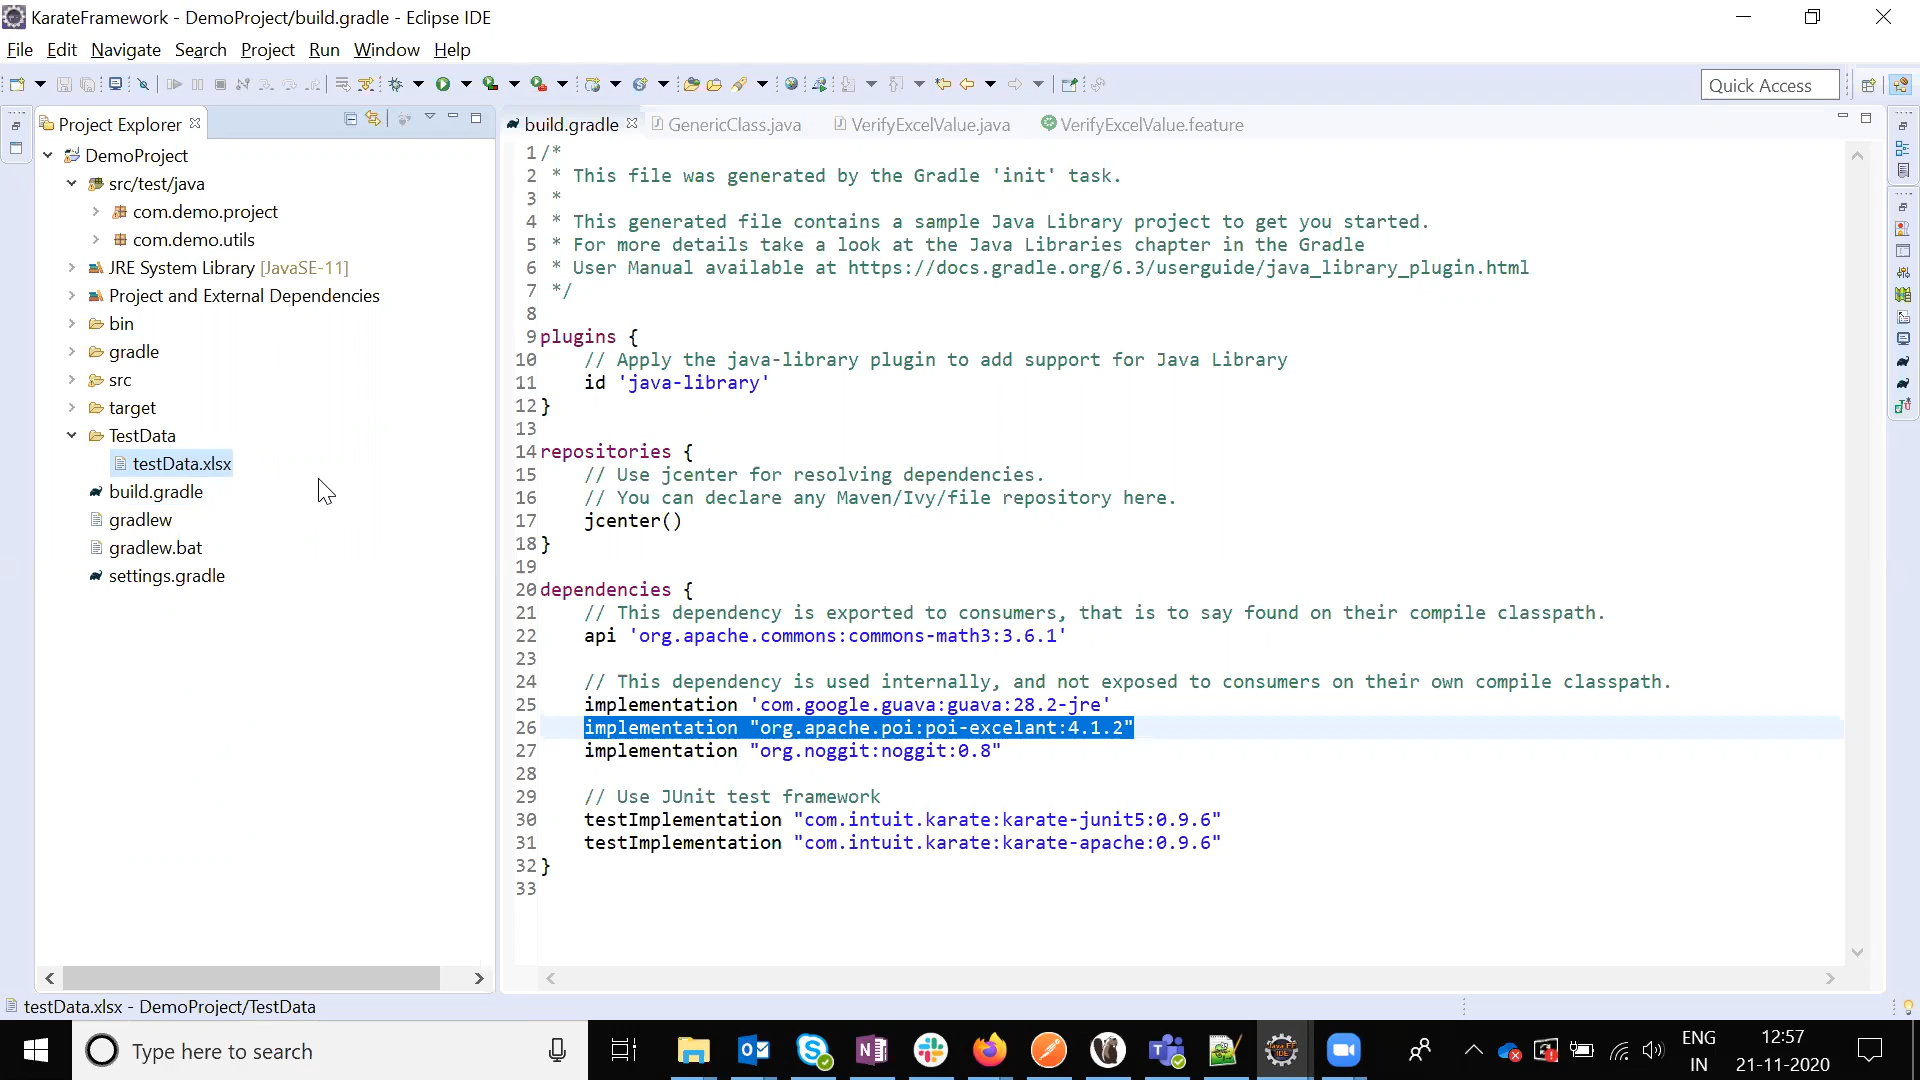 KarateFramework - DemoProject/build.gradle - Eclipse IDE
File Edit Navigate Search Project Run Window Help
Quick Access
Project Explorer
build.gradle GenericClass.java VerifyExcelValue.java VerifyExcelValue.feature
DemoProject
src/test/java
com.demo.project
com.demo.utils
JRE System Library [JavaSE-11]
Project and External Dependencies
bin
gradle
src
target
TestData
testData.xlsx
build.gradle
gradlew
gradlew.bat
settings.gradle
1 /*
2 * This file was generated by the Gradle 'init' task.
3 *
4 * This generated file contains a sample Java Library project to get you started.
5 * For more details take a look at the Java Libraries chapter in the Gradle
6 * User Manual available at https://docs.gradle.org/6.3/userguide/java_library_plugin.html
7 */
8
9 plugins {
10 // Apply the java-library plugin to add support for Java Library
11 id 'java-library'
12 }
13
14 repositories {
15 // Use jcenter for resolving dependencies.
16 // You can declare any Maven/Ivy/file repository here.
17 jcenter()
18 }
19
20 dependencies {
21 // This dependency is exported to consumers, that is to say found on their compile classpath.
22 api 'org.apache.commons:commons-math3:3.6.1'
23
24 // This dependency is used internally, and not exposed to consumers on their own compile classpath.
25 implementation 'com.google.guava:guava:28.2-jre'
26 implementation "org.apache.poi:poi-excelant:4.1.2"
27 implementation "org.noggit:noggit:0.8"
28
29 // Use JUnit test framework
30 testImplementation "com.intuit.karate:karate-junit5:0.9.6"
31 testImplementation "com.intuit.karate:karate-apache:0.9.6"
32 }
33
testData.xlsx - DemoProject/TestData
Type here to search
ENG
IN
12:57
21-11-2020